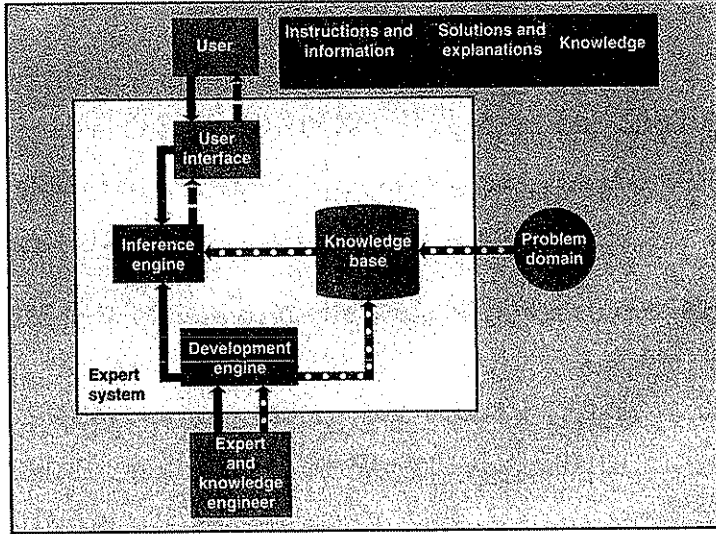 User
Instructions and
information
Solutions and
explanations
Knowledge
User
interface
Inference
engine
Knowledge
base
Problem
domain
Development
engine
Expert
system
Expert
and
knowledge
engineer